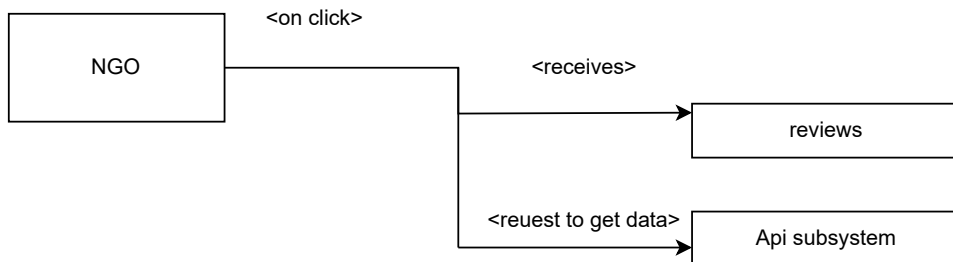 <on click>
NGO
<receives>
reviews
<reuest to get data>
Api subsystem